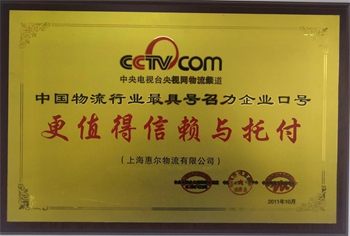 CCTV.COM
中央电视台央视网物流频道
中国物流行业最具号召力企业口号
更值得信赖与托付
（上海惠尔物流有限公司）
2011年10月